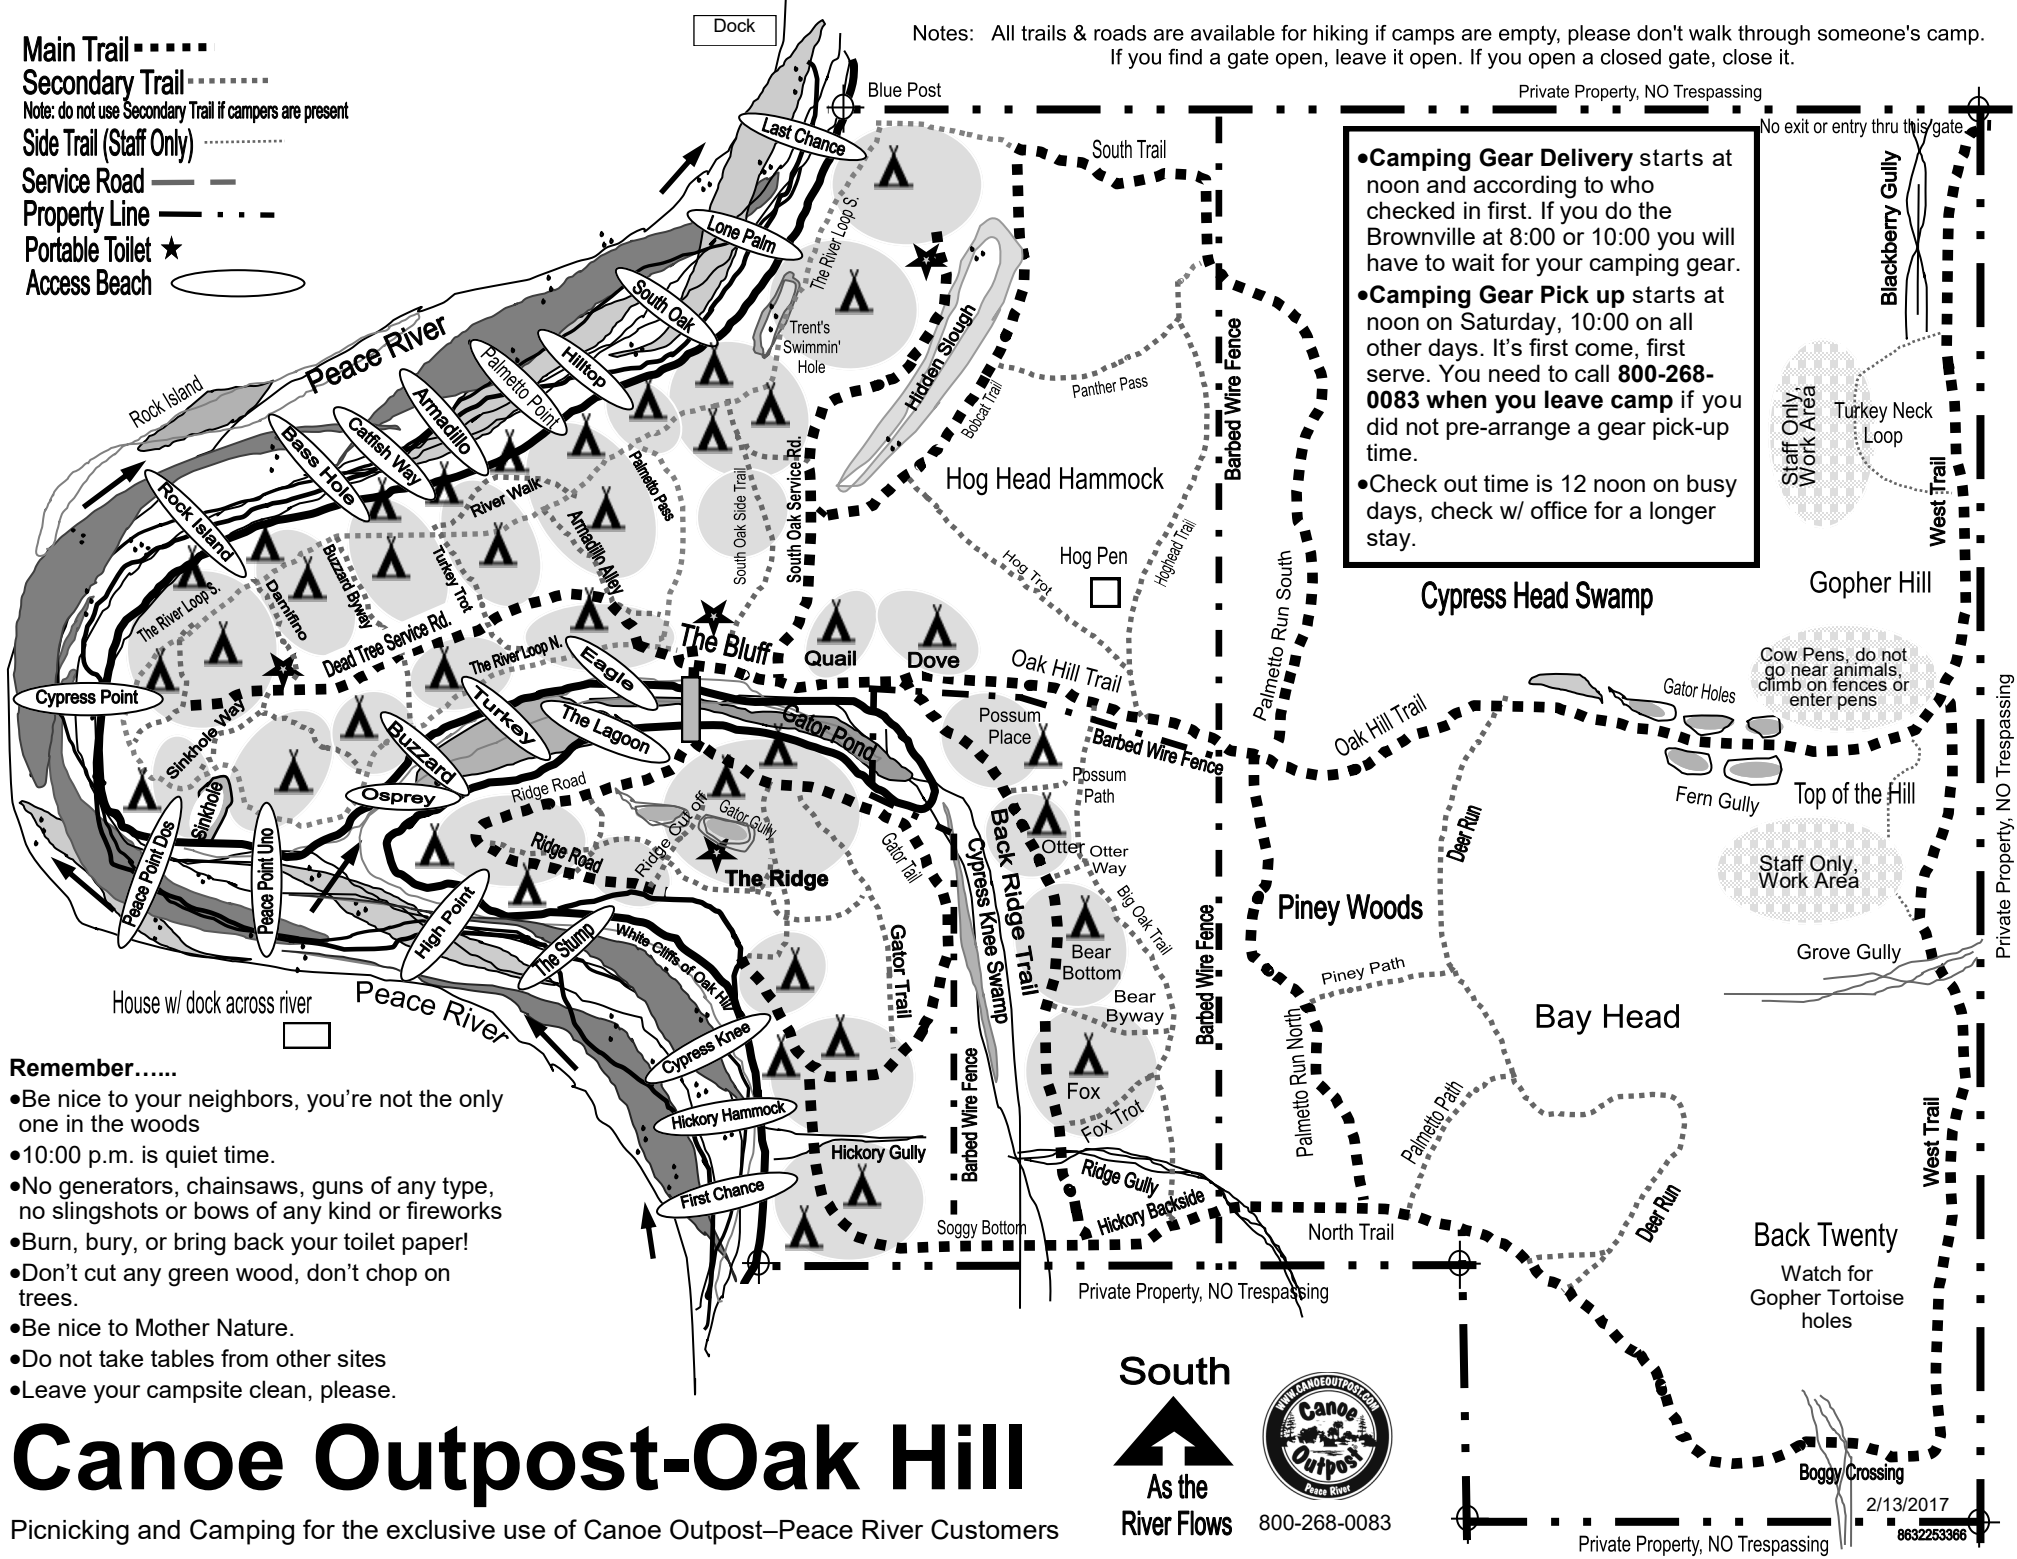 Dock
Notes: All trails & roads are available for hiking if camps are empty, please don't walk through someone's camp.
If you find a gate open, leave it open. If you open a closed gate, close it.
Main Trail
Secondary Trail
Note: do not use Secondary Trail if campers are present
Side Trail (Staff Only)
Service Road
Property Line
Portable Toilet
Access Beach
Blue Post
Private Property, NO Trespassing
No exit or entry thru this gate
Last Chance
South Trail
Blackberry Gully
•Camping Gear Delivery starts at
noon and according to who
checked in first. If you do the
Brownville at 8:00 or 10:00 you will
have to wait for your camping gear.
•Camping Gear Pick up starts at
noon on Saturday, 10:00 on all
other days. It's first come, first
serve. You need to call 800-268-
0083 when you leave camp if you
did not pre-arrange a gear pick-up
time.
•Check out time is 12 noon on busy
days, check w/ office for a longer
stay.
Lone Palm
The River Loop S.
South Oak
Trent's
Swimmin'
Hole
Hidden Slough
Peace River
Hilltop
Palmetto Point
Armadillo
Catfish Way
Bass Hole
Rock Island
Rock Island
Panther Pass
Bobcat Trail
Barbed Wire Fence
Staff Only,
Work Area
Turkey Neck
Loop
West Trail
Hog Head Hammock
River Walk
Palmetto Pass
South Oak Side Trail
South Oak Service Rd.
Armadillo Alley
Turkey Trot
Buzzard Byway
Damifino
The River Loop S.
Dead Tree Service Rd.
The River Loop N.
Hog Trot
Hog Pen
Hoghead Trail
Palmetto Run South
Cypress Head Swamp
Gopher Hill
Cow Pens, do not
go near animals,
climb on fences or
enter pens
The Bluff
Quail
Dove
Oak Hill Trail
Eagle
Turkey
The Lagoon
Buzzard
Osprey
Cypress Point
Sinkhole Way
Sinkhole
Gator Pond
Possum
Place
Barbed Wire Fence
Possum
Path
Oak Hill Trail
Gator Holes
Fern Gully
Top of the Hill
Private Property, NO Trespassing
Ridge Road
Ridge Road
Ridge Cut off
Gator Gully
The Ridge
Gator Tail
Gator Trail
Cypress Knee Swamp
Back Ridge Trail
Otter
Otter
Way
Big Oak Trail
Deer Run
Staff Only,
Work Area
Peace Point Dos
Peace Point Uno
High Point
The Stump
White Cliffs of Oak Hill
Bear
Bottom
Bear
Byway
Barbed Wire Fence
Piney Woods
Piney Path
Grove Gully
House w/ dock across river
Peace River
Cypress Knee
Hickory Hammock
First Chance
Hickory Gully
Barbed Wire Fence
Fox
Fox Trot
Palmetto Run North
Palmetto Path
Bay Head
West Trail
Ridge Gully
Hickory Backside
Soggy Bottom
North Trail
Deer Run
Private Property, NO Trespassing
Back Twenty
Watch for
Gopher Tortoise
holes
Remember…...
•Be nice to your neighbors, you're not the only
one in the woods
•10:00 p.m. is quiet time.
•No generators, chainsaws, guns of any type,
no slingshots or bows of any kind or fireworks
•Burn, bury, or bring back your toilet paper!
•Don't cut any green wood, don't chop on
trees.
•Be nice to Mother Nature.
•Do not take tables from other sites
•Leave your campsite clean, please.
Canoe Outpost-Oak Hill
Picnicking and Camping for the exclusive use of Canoe Outpost–Peace River Customers
South
As the
River Flows
WWW.CANOEOUTPOST.COM
Canoe
Outpost
Peace River
800-268-0083
Boggy Crossing
2/13/2017
8632253366
Private Property, NO Trespassing